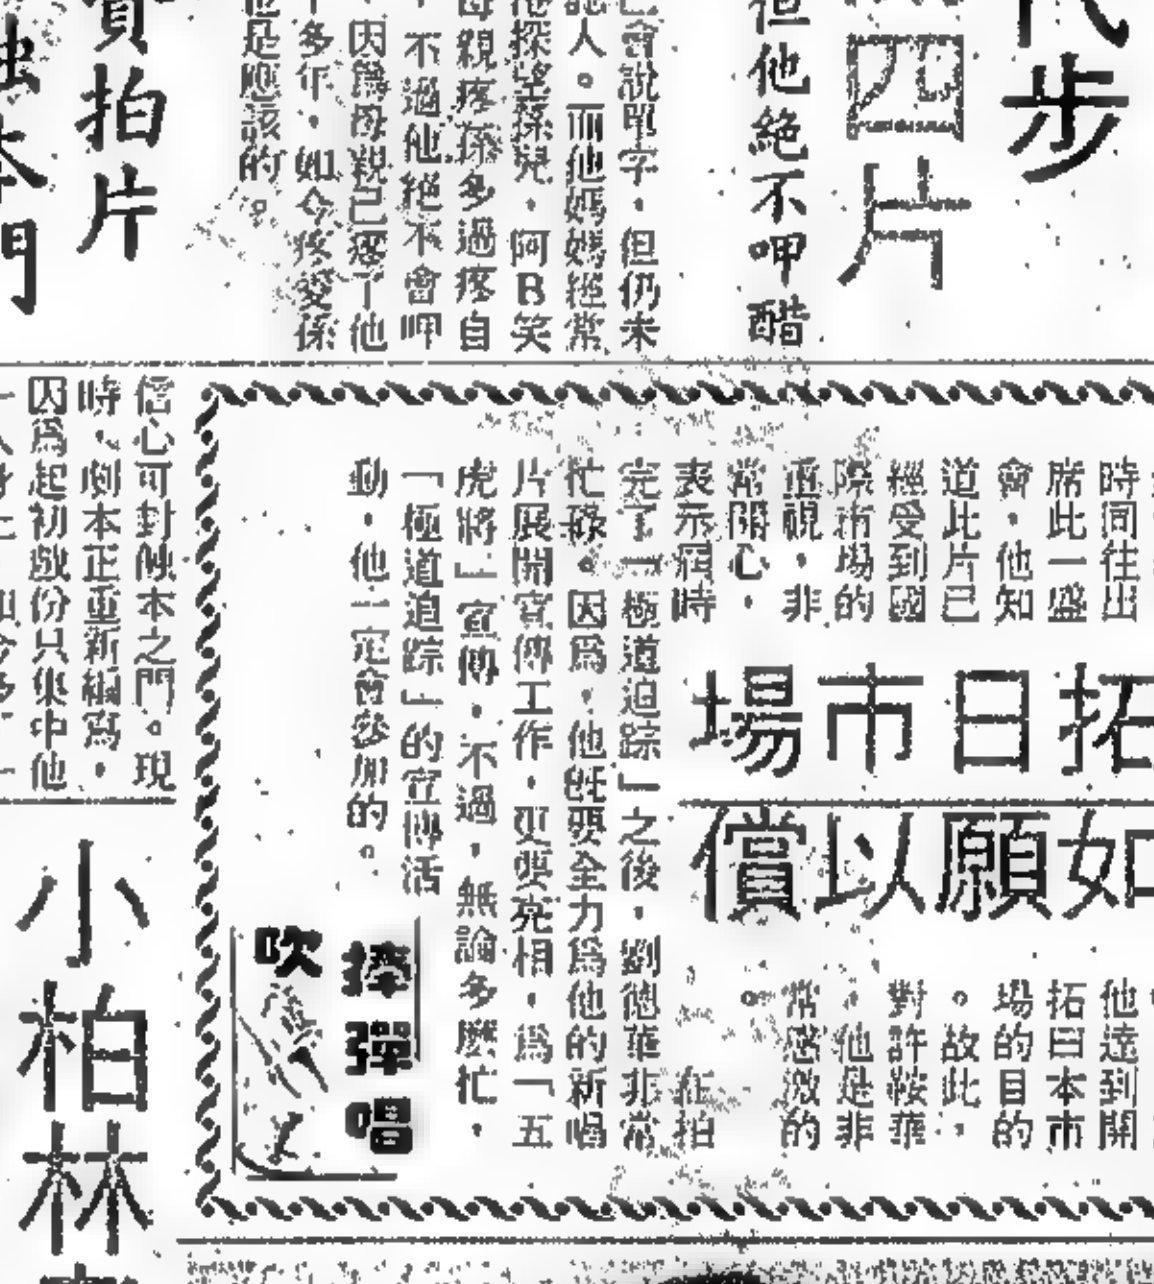 代步
四片
但他絕不呷醋
會說單字，但仍未
認人。而他媽媽經常
港探望孫兒，阿B笑
母親疼孫多過疼自
，不過他絕不會呷
，因為母親已疼了他
多年，如今疼愛孫
也是應該的。
拍片
本門
拓日市場
如願以償
時同往出
席此一盛
會，他知
道此片已
經受到國
際市場的
重視，非
常開心，
表示同時
他遠到開
拓日本市
場的目的
。故此，
對許鞍華
，他是非
常感激的
。
在拍
完了「極道追踪」之後，劉德華非常
忙碌。因為，他既要全力為他的新唱
片展開宣傳工作，更要亮相，為「五
虎將」宣傳，不過，無論多麼忙，
「極道追踪」的宣傳活
動，他一定會參加的。
捧彈唱
吹
信心可封蝕本之門。現
時，劇本正重新編寫，
因為起初戲份只集中他
小柏林